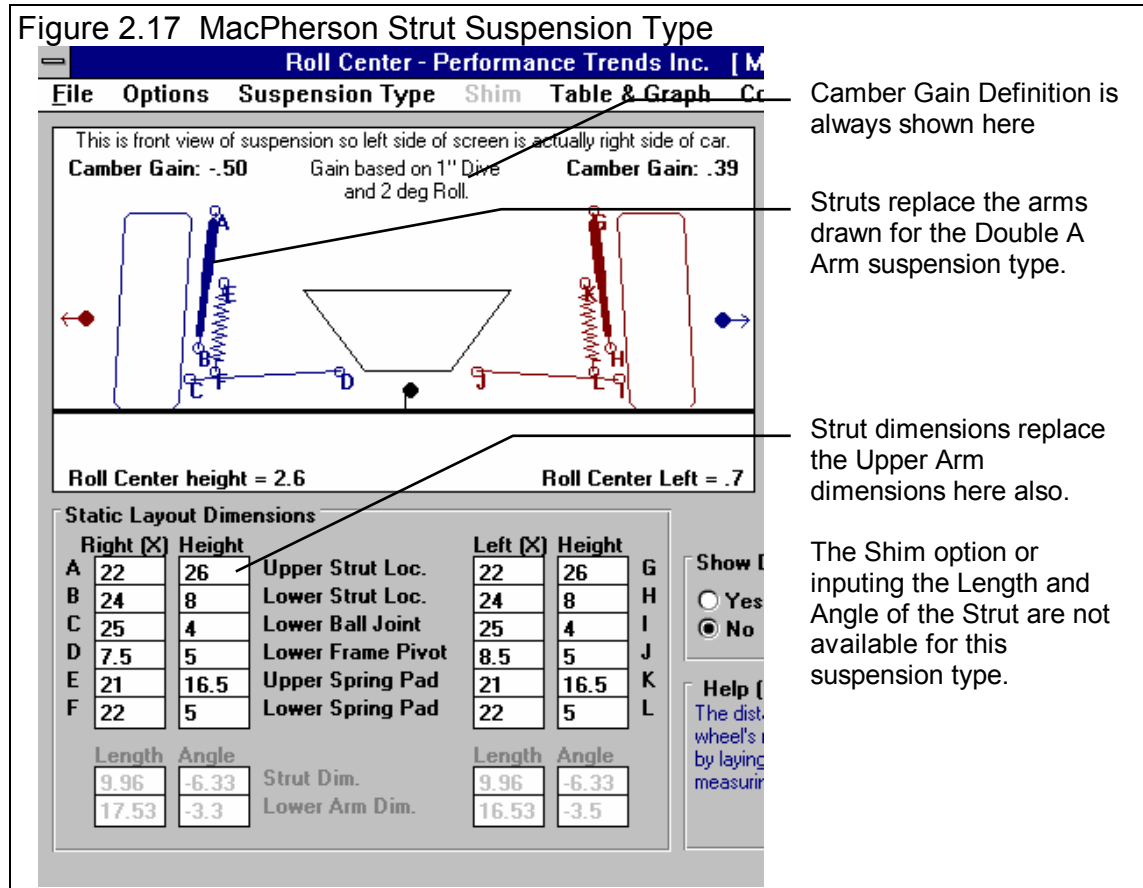 Figure 2.17 MacPherson Strut Suspension Type
Roll Center - Performance Trends Inc. [ M
File Options Suspension Type Shim Table & Graph Co
This is front view of suspension so left side of screen is actually right side of car.
Camber Gain: -.50 Gain based on 1" Dive Camber Gain: .39
and 2 deg Roll.
A G
E K
B H
F L
C D J I
Roll Center height = 2.6 Roll Center Left = .7
Camber Gain Definition is
always shown here
Struts replace the arms
drawn for the Double A
Arm suspension type.
Strut dimensions replace
the Upper Arm
dimensions here also.
The Shim option or
inputing the Length and
Angle of the Strut are not
available for this
suspension type.
Static Layout Dimensions
Right (X) Height Left (X) Height
A 22 26 Upper Strut Loc. 22 26 G
B 24 8 Lower Strut Loc. 24 8 H
C 25 4 Lower Ball Joint 25 4 I
D 7.5 5 Lower Frame Pivot 8.5 5 J
E 21 16.5 Upper Spring Pad 21 16.5 K
F 22 5 Lower Spring Pad 22 5 L
Length Angle Length Angle
9.96 -6.33 Strut Dim. 9.96 -6.33
17.53 -3.3 Lower Arm Dim. 16.53 -3.5
Show D
Yes
No
Help (
The dist
wheel's r
by laying
measurin